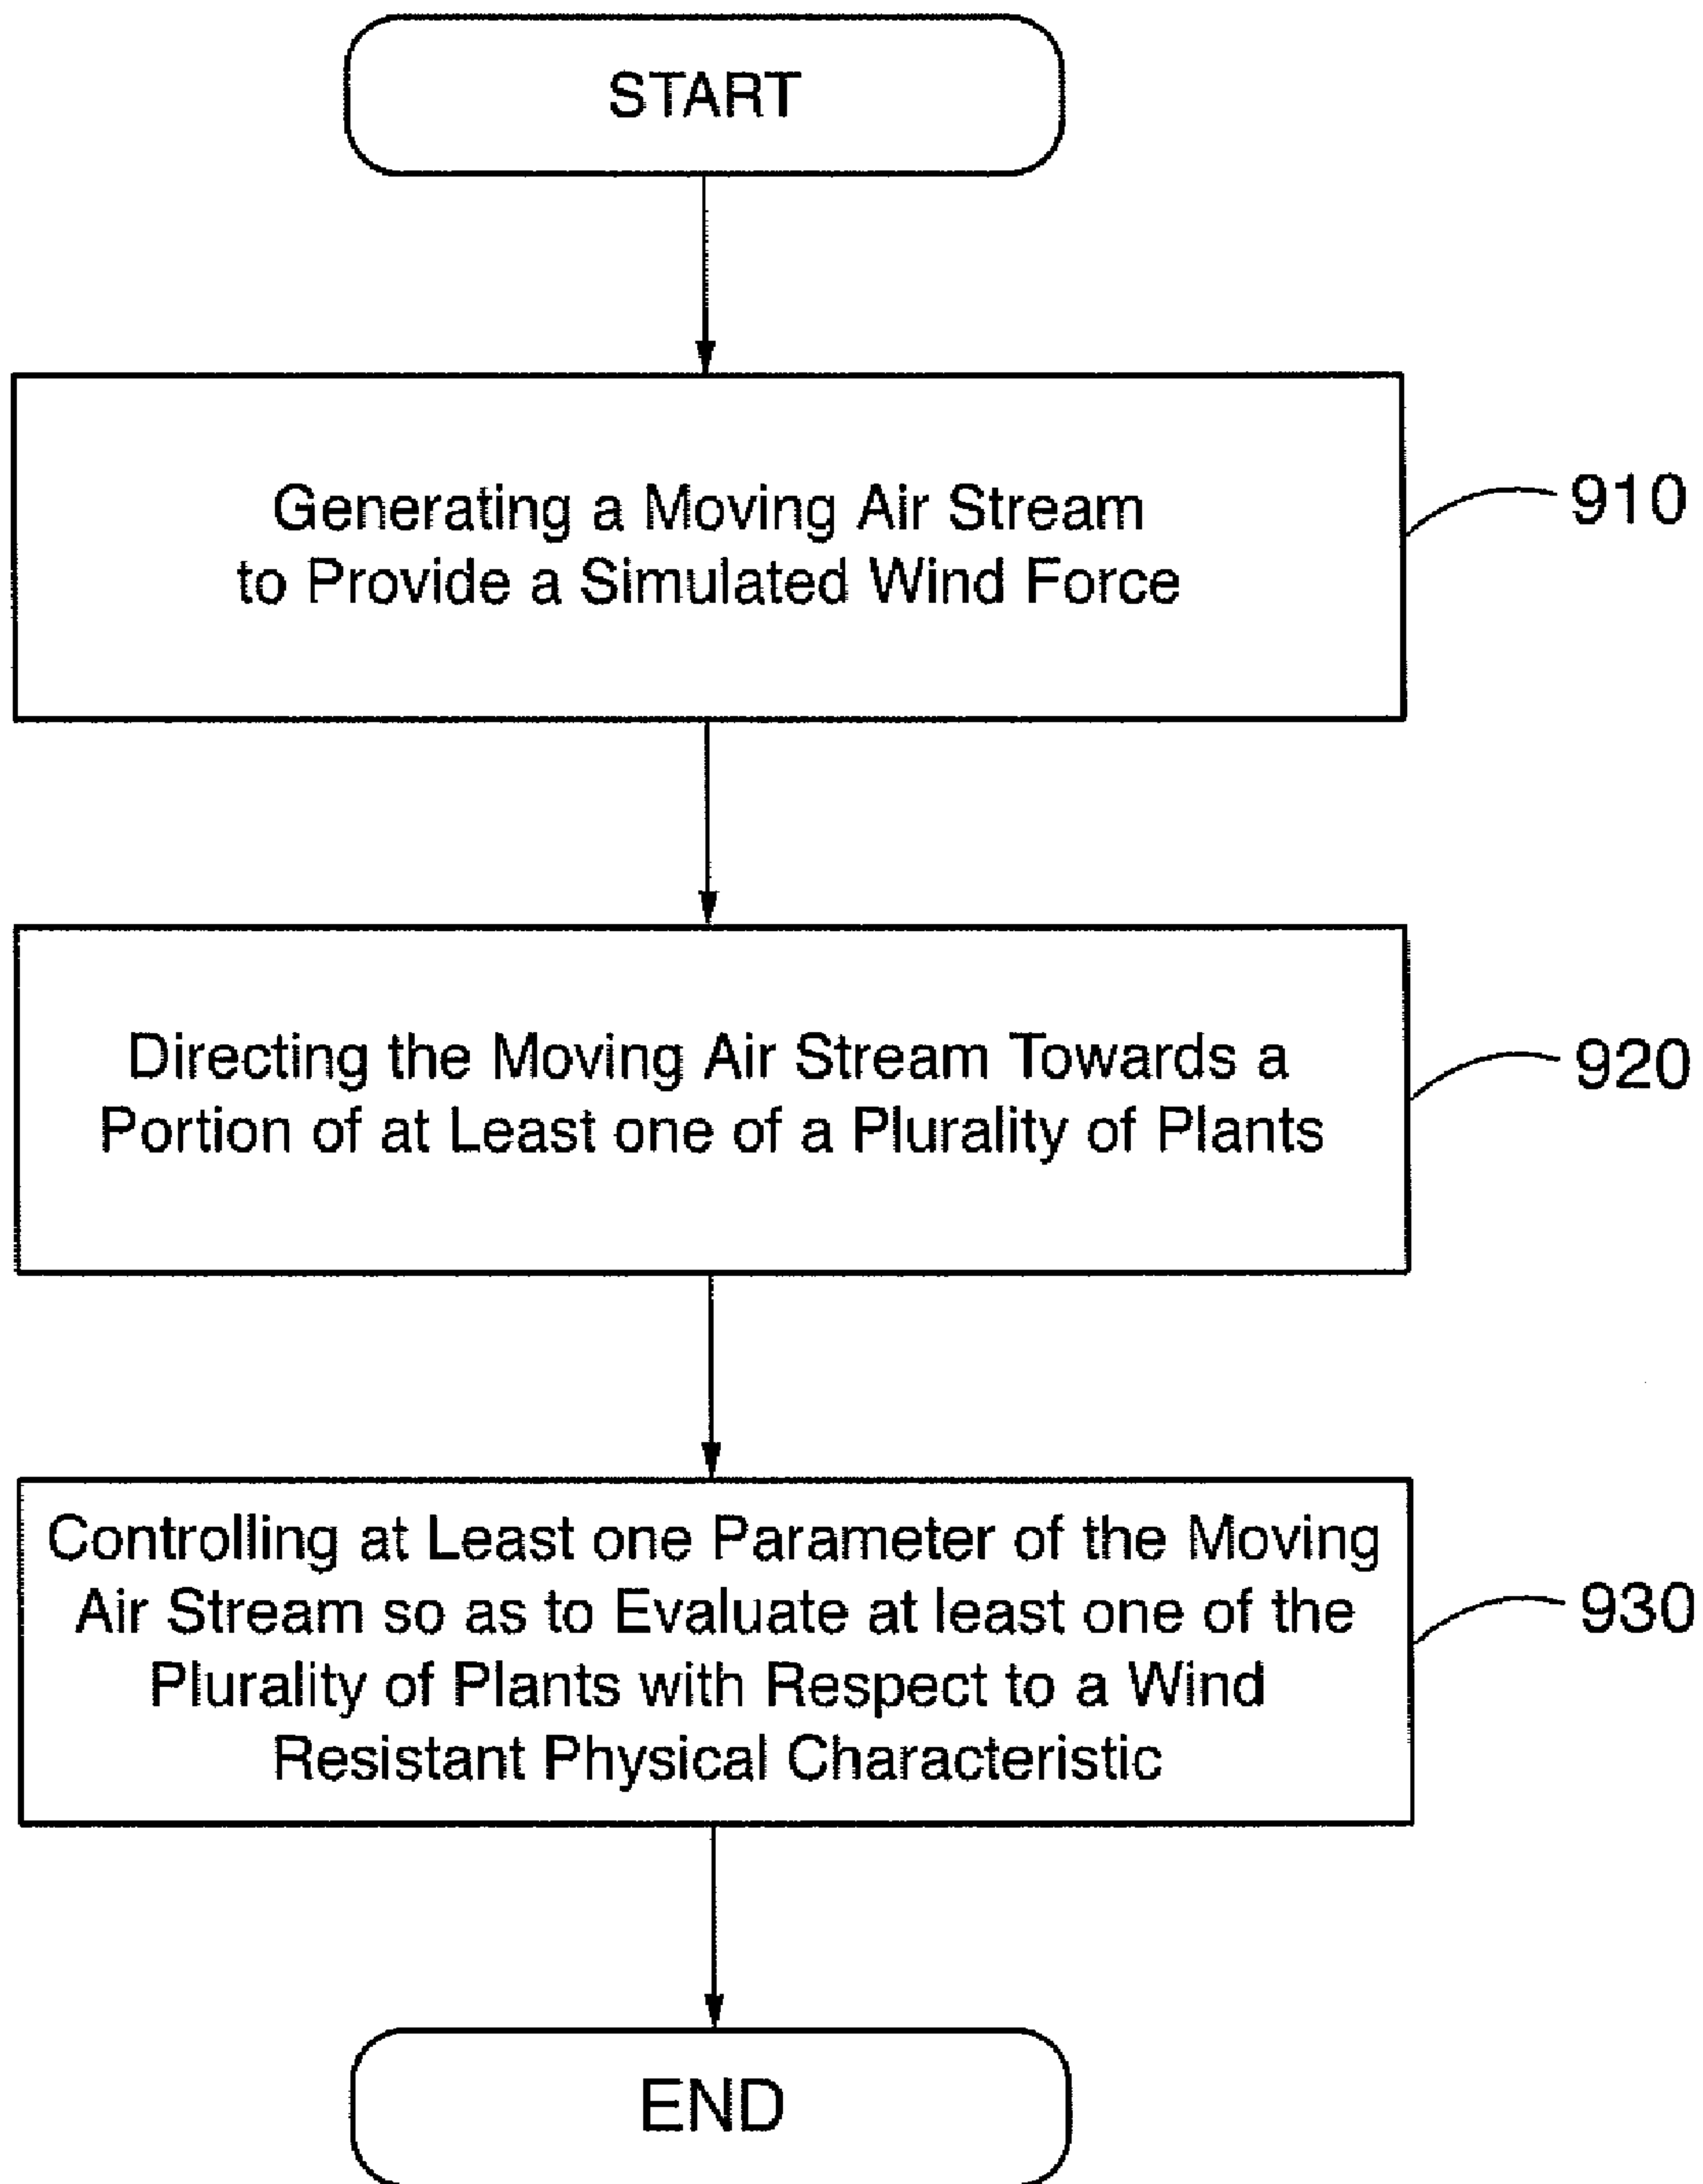 START
Generating a Moving Air Stream
to Provide a Simulated Wind Force
910
Directing the Moving Air Stream Towards a
Portion of at Least one of a Plurality of Plants
920
Controlling at Least one Parameter of the Moving
Air Stream so as to Evaluate at least one of the
Plurality of Plants with Respect to a Wind
Resistant Physical Characteristic
930
END